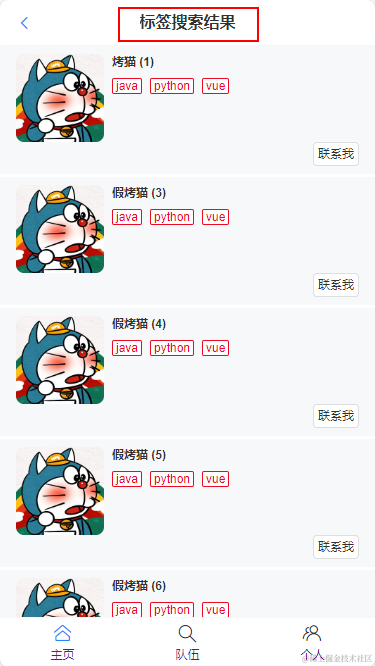 标签搜索结果
烤猫 (1)
java python vue
联系我
假烤猫 (3)
java python vue
联系我
假烤猫 (4)
java python vue
联系我
假烤猫 (5)
java python vue
联系我
假烤猫 (6)
java python vue
主页 队伍 个人
掘金技术社区